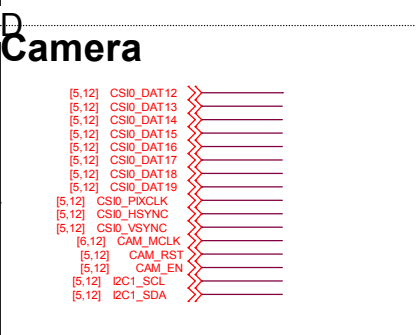 D
Camera
[5,12] CSI0_DAT12
[5,12] CSI0_DAT13
[5,12] CSI0_DAT14
[5,12] CSI0_DAT15
[5,12] CSI0_DAT16
[5,12] CSI0_DAT17
[5,12] CSI0_DAT18
[5,12] CSI0_DAT19
[5,12] CSI0_PIXCLK
[5,12] CSI0_HSYNC
[5,12] CSI0_VSYNC
[6,12] CAM_MCLK
[5,12] CAM_RST
[5,12] CAM_EN
[5,12] I2C1_SCL
[5,12] I2C1_SDA